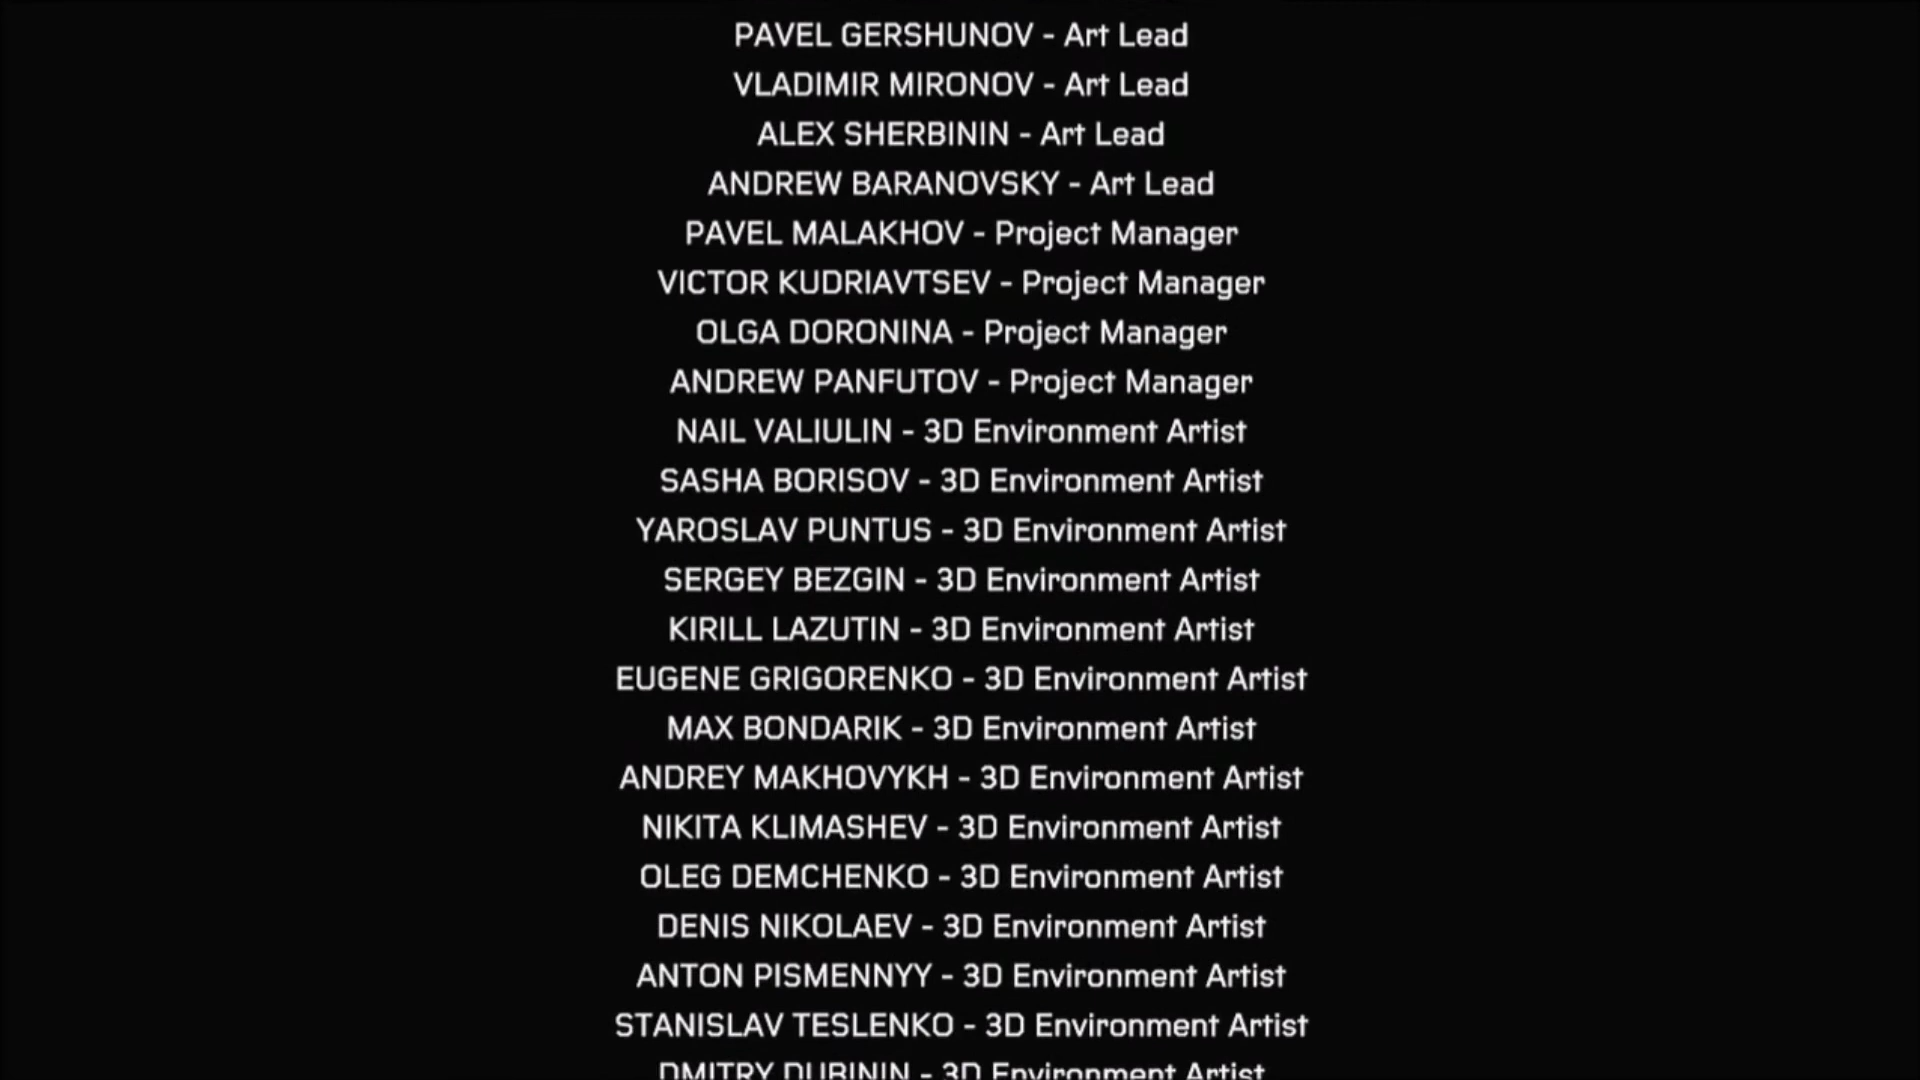 PAVEL GERSHUNOV - Art Lead
VLADIMIR MIRONOV - Art Lead
ALEX SHERBININ - Art Lead
ANDREW BARANOVSKY - Art Lead
PAVEL MALAKHOV - Project Manager
VICTOR KUDRIAVTSEV - Project Manager
OLGA DORONINA - Project Manager
ANDREW PANFUTOV - Project Manager
NAIL VALIULIN - 3D Environment Artist
SASHA BORISOV - 3D Environment Artist
YAROSLAV PUNTUS - 3D Environment Artist
SERGEY BEZGIN - 3D Environment Artist
KIRILL LAZUTIN - 3D Environment Artist
EUGENE GRIGORENKO - 3D Environment Artist
MAX BONDARIK - 3D Environment Artist
ANDREY MAKHOVYKH - 3D Environment Artist
NIKITA KLIMASHEV - 3D Environment Artist
OLEG DEMCHENKO - 3D Environment Artist
DENIS NIKOLAEV - 3D Environment Artist
ANTON PISMENNYY - 3D Environment Artist
STANISLAV TESLENKO - 3D Environment Artist
DMITRY DUBININ - 3D Environment Artist